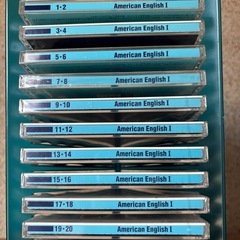 1-2 American English I
3-4 American English I
5-6 American English I
7-8 American English I
9-10 American English I
11-12 American English I
13-14 American English I
15-16 American English I
17-18 American English I
19-20 American English I